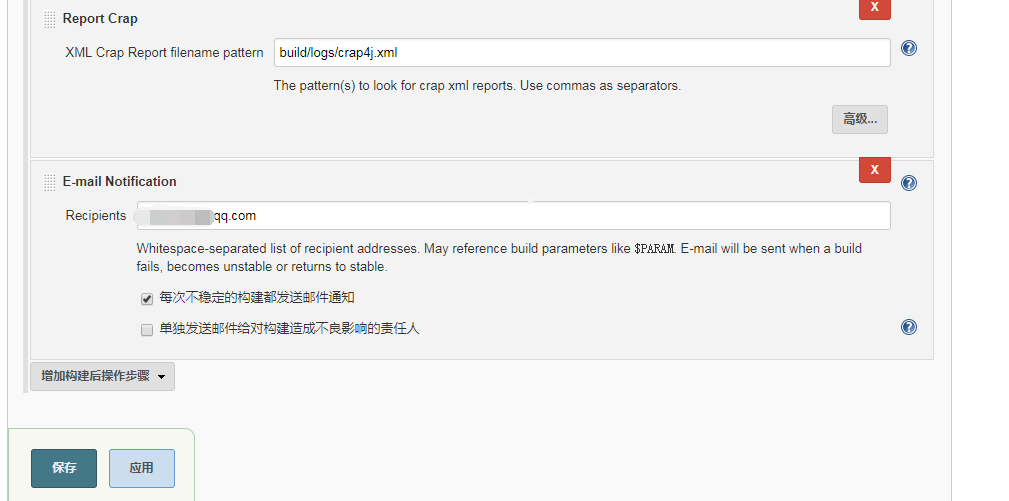 Report Crap
X
XML Crap Report filename pattern build/logs/crap4j.xml
The pattern(s) to look for crap xml reports. Use commas as separators.
高级...
X
E-mail Notification
Recipients qq.com
Whitespace-separated list of recipient addresses. May reference build parameters like $PARAM. E-mail will be sent when a build
fails, becomes unstable or returns to stable.
每次不稳定的构建都发送邮件通知
单独发送邮件给对构建造成不良影响的责任人
增加构建后操作步骤
保存 应用